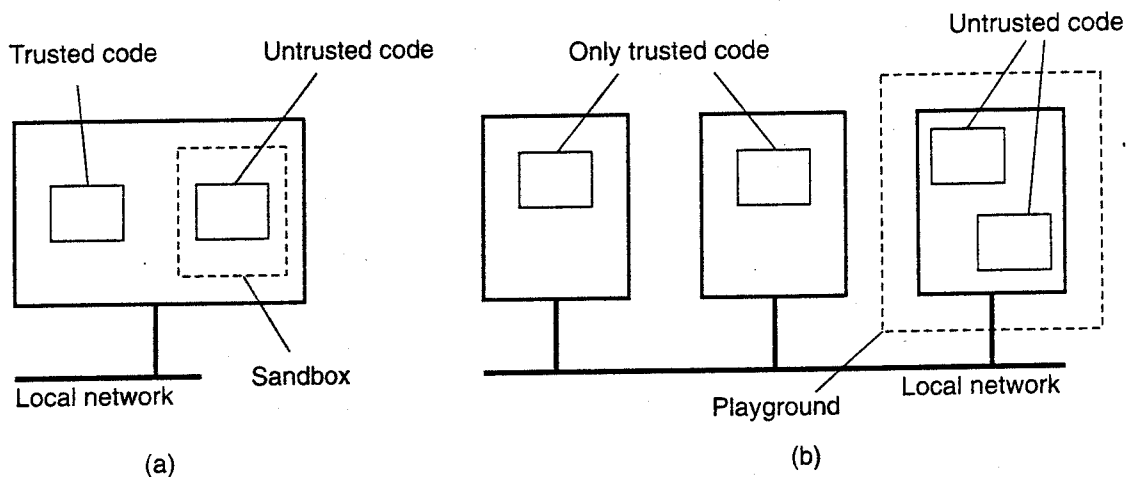 Trusted code
Untrusted code
Sandbox
Local network
(a)
Only trusted code
Untrusted code
Playground
Local network
(b)